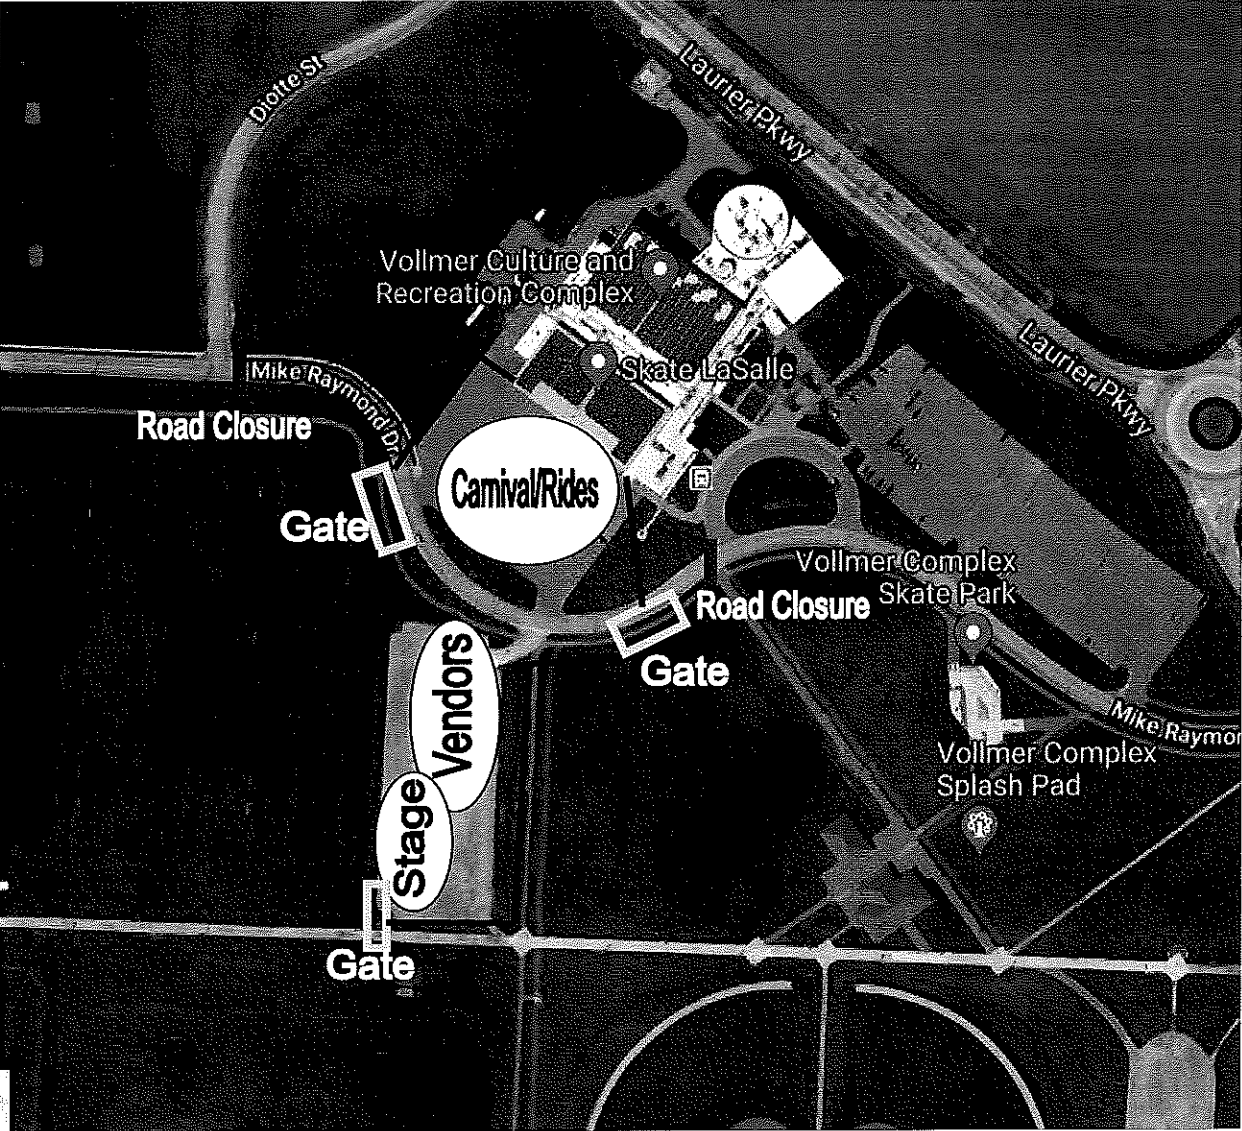 Diotte St
Laurier Pkwy
Vollmer Culture and
Recreation Complex
Skate LaSalle
Laurier Pkwy
Mike Raymond Dr
Road Closure
Carnival/Rides
Gate
Vollmer Complex
Skate Park
Road Closure
Gate
Vendors
Mike Raymon
Vollmer Complex
Splash Pad
Stage
Gate